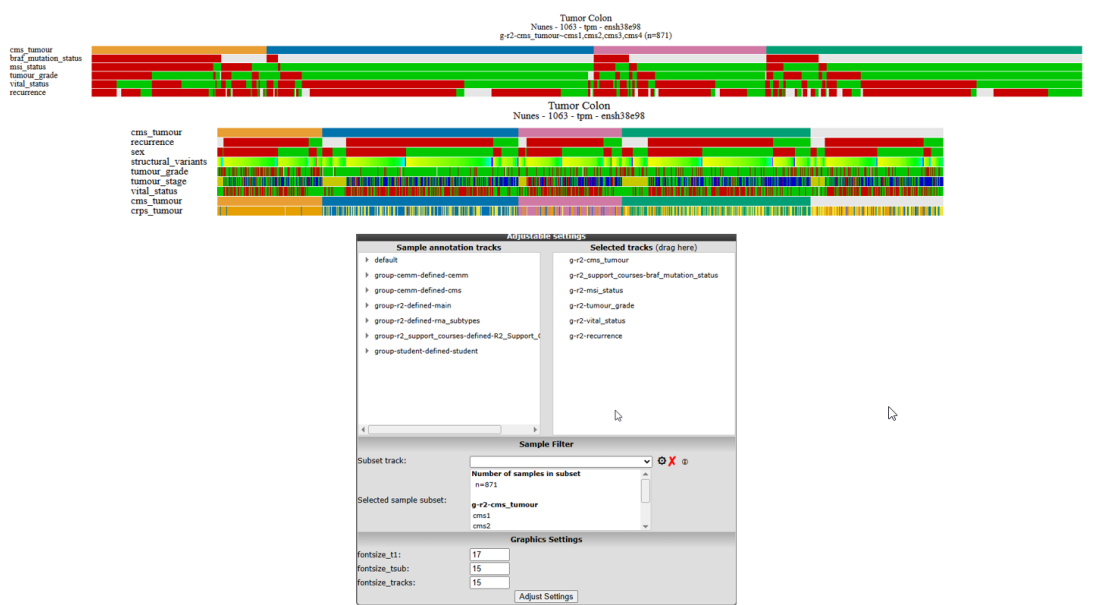 Tumor Colon
Nunes - 1063 - tpm - ensh38e98
g-r2-cms_tumour~cms1,cms2,cms3,cms4 (n=871)
cms_tumour
braf_mutation_status
msi_status
tumour_grade
vital_status
recurrence
Tumor Colon
Nunes - 1063 - tpm - ensh38e98
cms_tumour
recurrence
sex
structural_variants
tumour_grade
tumour_stage
vital_status
cms_tumour
crps_tumour
Adjustable settings
Sample annotation tracks
Selected tracks (drag here)
default
group-cemm-defined-cemm
group-cemm-defined-cms
group-r2-defined-main
group-r2-defined-rna_subtypes
group-r2_support_courses-defined-R2_Support_C
group-student-defined-student
g-r2-cms_tumour
g-r2_support_courses-braf_mutation_status
g-r2-msi_status
g-r2-tumour_grade
g-r2-vital_status
g-r2-recurrence
Sample Filter
Subset track:
Selected sample subset:
Number of samples in subset
n=871
g-r2-cms_tumour
cms1
cms2
Graphics Settings
fontsize_t1: 17
fontsize_tsub: 15
fontsize_tracks: 15
Adjust Settings